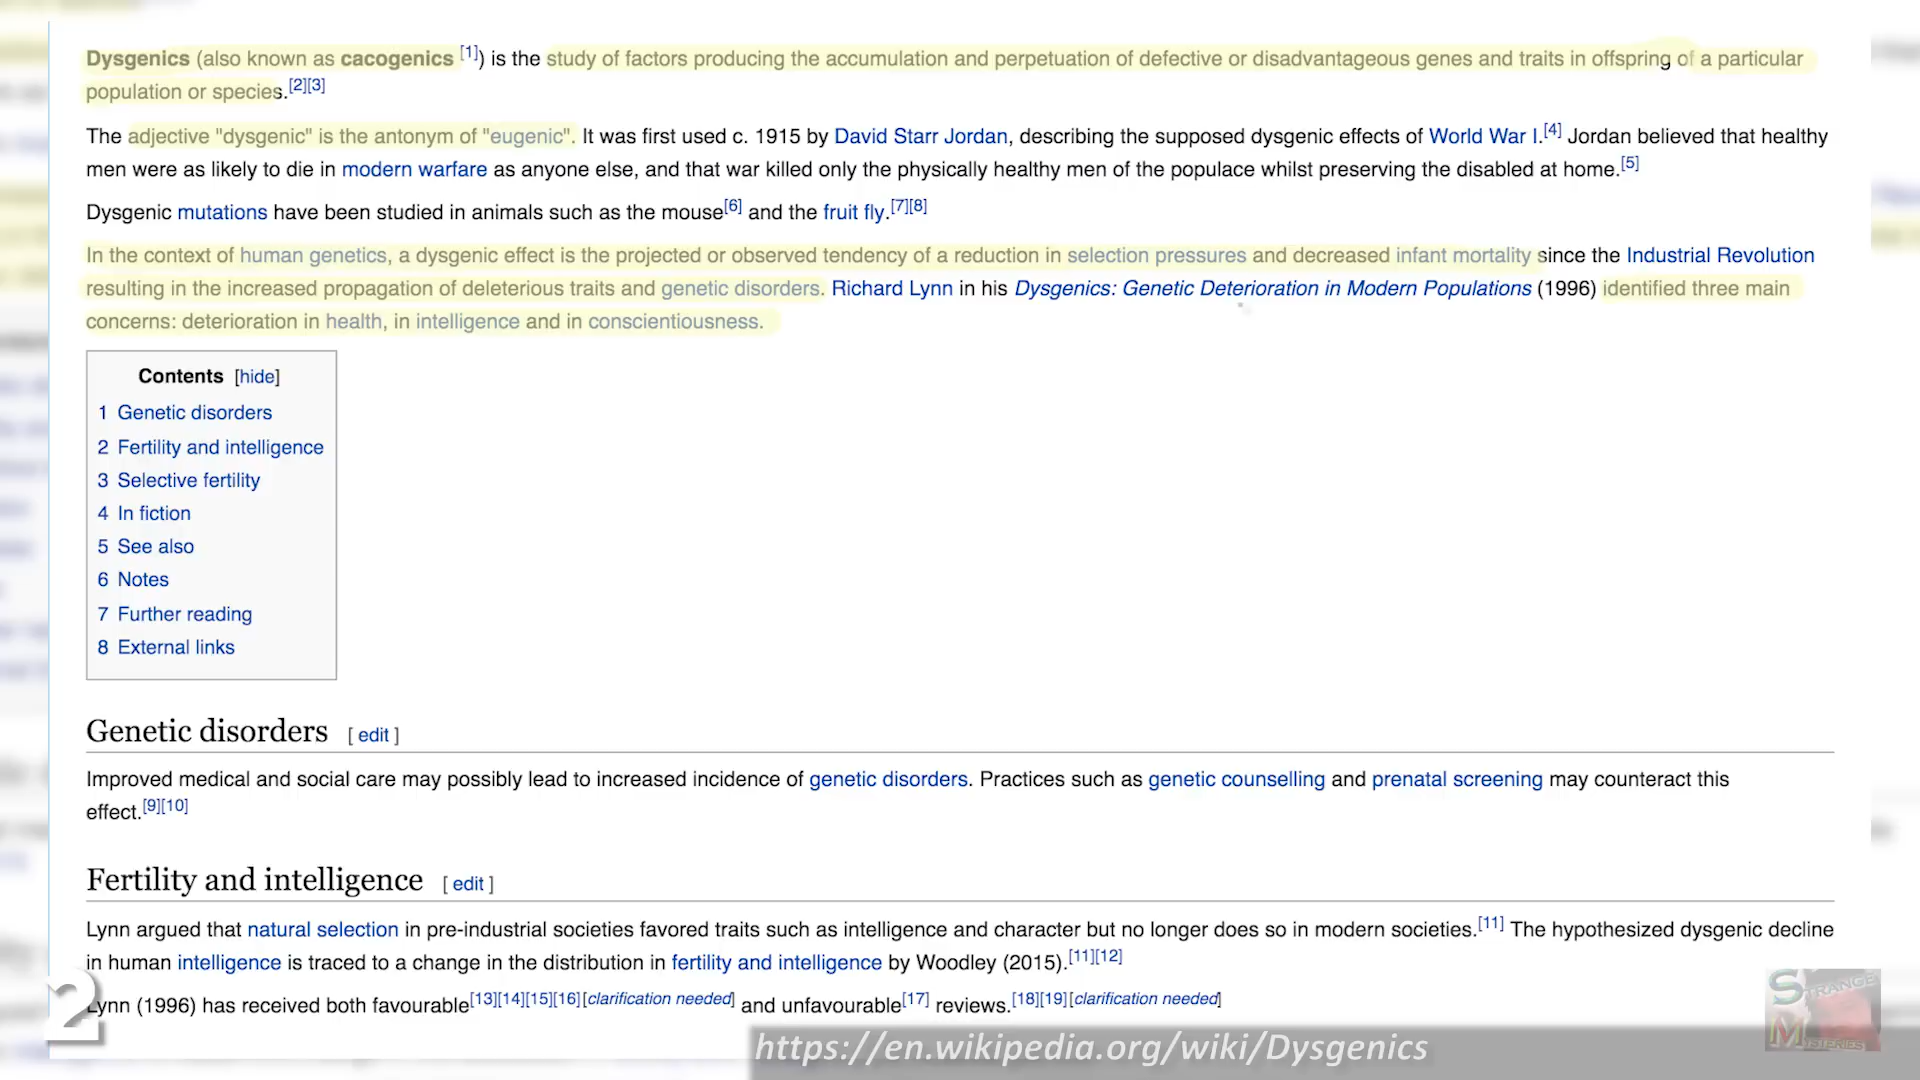 Dysgenics (also known as cacogenics [1]) is the study of factors producing the accumulation and perpetuation of defective or disadvantageous genes and traits in offspring of a particular
population or species.[2][3]
The adjective "dysgenic" is the antonym of "eugenic". It was first used c. 1915 by David Starr Jordan, describing the supposed dysgenic effects of World War I.[4] Jordan believed that healthy
men were as likely to die in modern warfare as anyone else, and that war killed only the physically healthy men of the populace whilst preserving the disabled at home.[5]
Dysgenic mutations have been studied in animals such as the mouse[6] and the fruit fly.[7][8]
In the context of human genetics, a dysgenic effect is the projected or observed tendency of a reduction in selection pressures and decreased infant mortality since the Industrial Revolution
resulting in the increased propagation of deleterious traits and genetic disorders. Richard Lynn in his Dysgenics: Genetic Deterioration in Modern Populations (1996) identified three main
concerns: deterioration in health, in intelligence and in conscientiousness.
Contents [hide]
1 Genetic disorders
2 Fertility and intelligence
3 Selective fertility
4 In fiction
5 See also
6 Notes
7 Further reading
8 External links
Genetic disorders [ edit ]
Improved medical and social care may possibly lead to increased incidence of genetic disorders. Practices such as genetic counselling and prenatal screening may counteract this
effect.[9][10]
Fertility and intelligence [ edit ]
Lynn argued that natural selection in pre-industrial societies favored traits such as intelligence and character but no longer does so in modern societies.[11] The hypothesized dysgenic decline
in human intelligence is traced to a change in the distribution in fertility and intelligence by Woodley (2015).[11][12]
Lynn (1996) has received both favourable[13][14][15][16][clarification needed] and unfavourable[17] reviews.[18][19][clarification needed]
2
STRANGE
MYSTERIES
https://en.wikipedia.org/wiki/Dysgenics